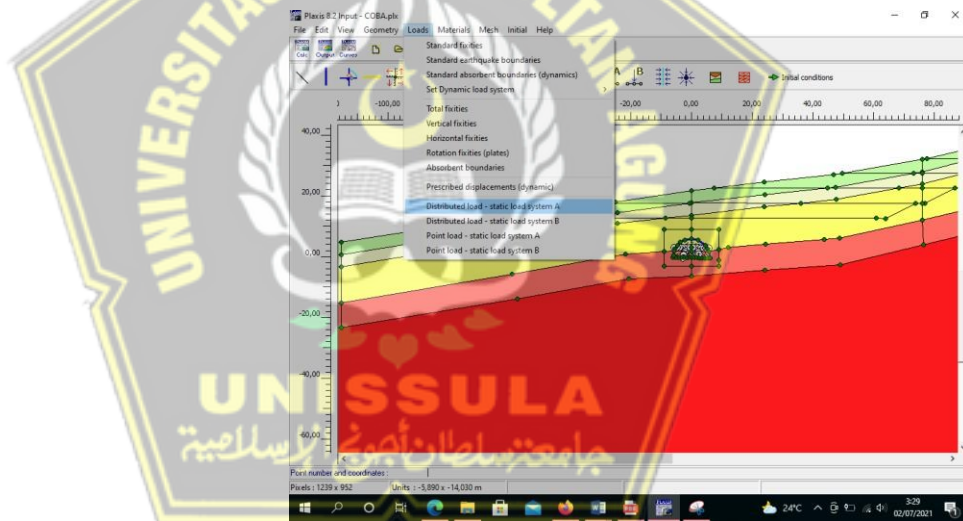 Plaxis 8.2 Input - COBA.plx
File Edit View Geometry Loads Materials Mesh Initial Help
Calc Output Curves
Standard fixities
Standard earthquake boundaries
Standard absorbent boundaries (dynamics)
Set Dynamic load system
Total fixities
Vertical fixities
Horizontal fixities
Rotation fixities (plates)
Absorbent boundaries
Prescribed displacements (dynamic)
Distributed load - static load system A
Distributed load - static load system B
Point load - static load system A
Point load - static load system B
A B
Initial conditions
-100,00 -20,00 0,00 20,00 40,00 60,00 80,00
40,00
20,00
0,00
-20,00
-40,00
-60,00
UNIVERSITAS
AGUNG
UNISSULA
جامعة سلطان أجونج الإسلامية
Point number and coordinates :
Pixels : 1239 x 952 Units : -5,890 x -14,030 m
24°C
3:29
02/07/2021